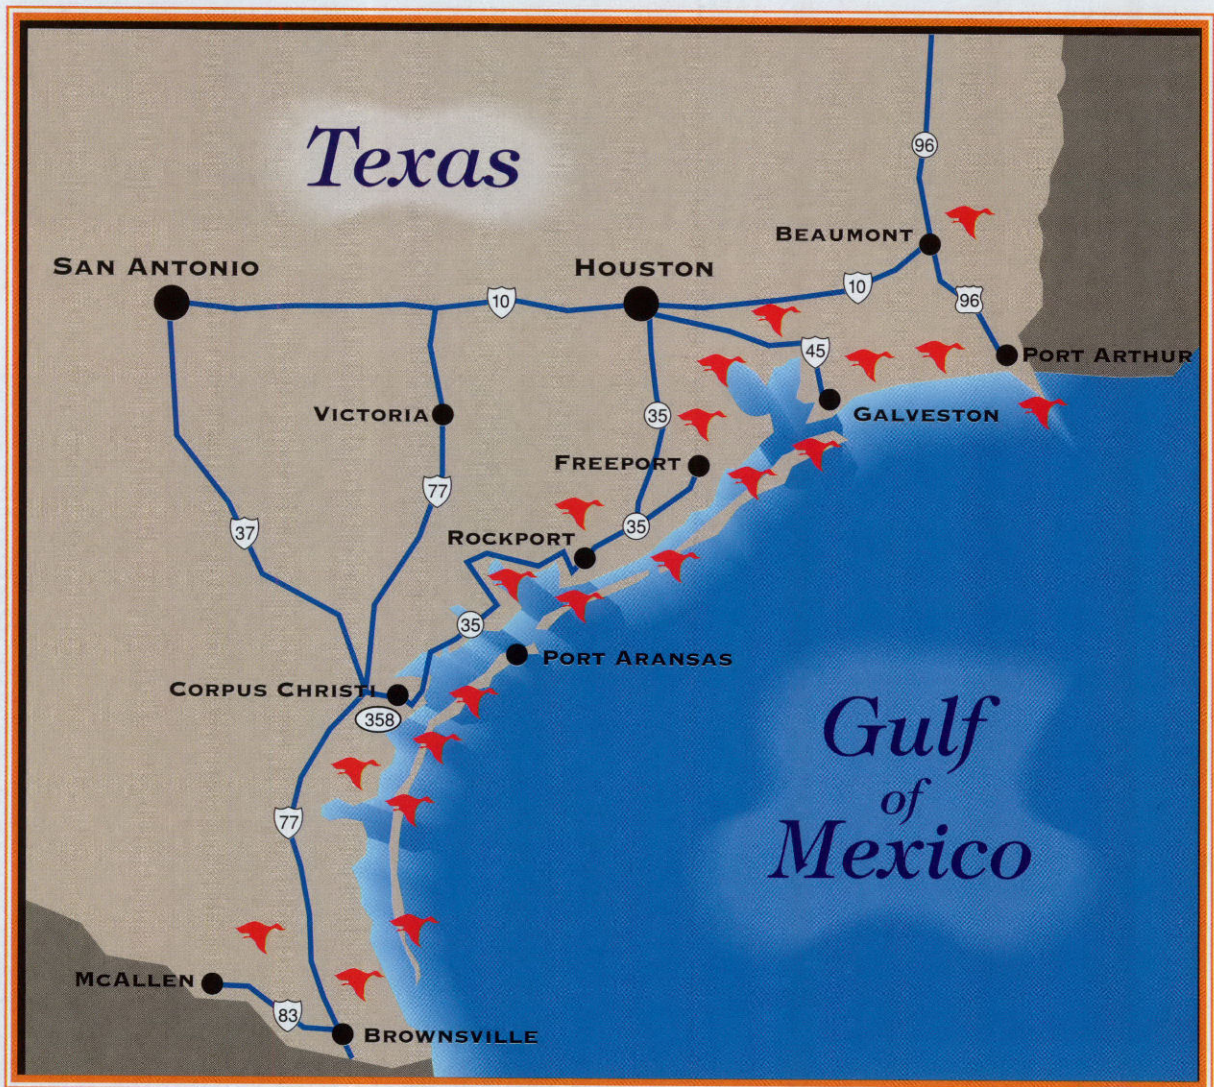 Texas
96
BEAUMONT
SAN ANTONIO
HOUSTON
10
10
96
45
PORT ARTHUR
VICTORIA
35
GALVESTON
FREEPORT
77
37
35
ROCKPORT
35
PORT ARANSAS
CORPUS CHRISTI
358
Gulf
of
Mexico
77
MCALLEN
83
BROWNSVILLE